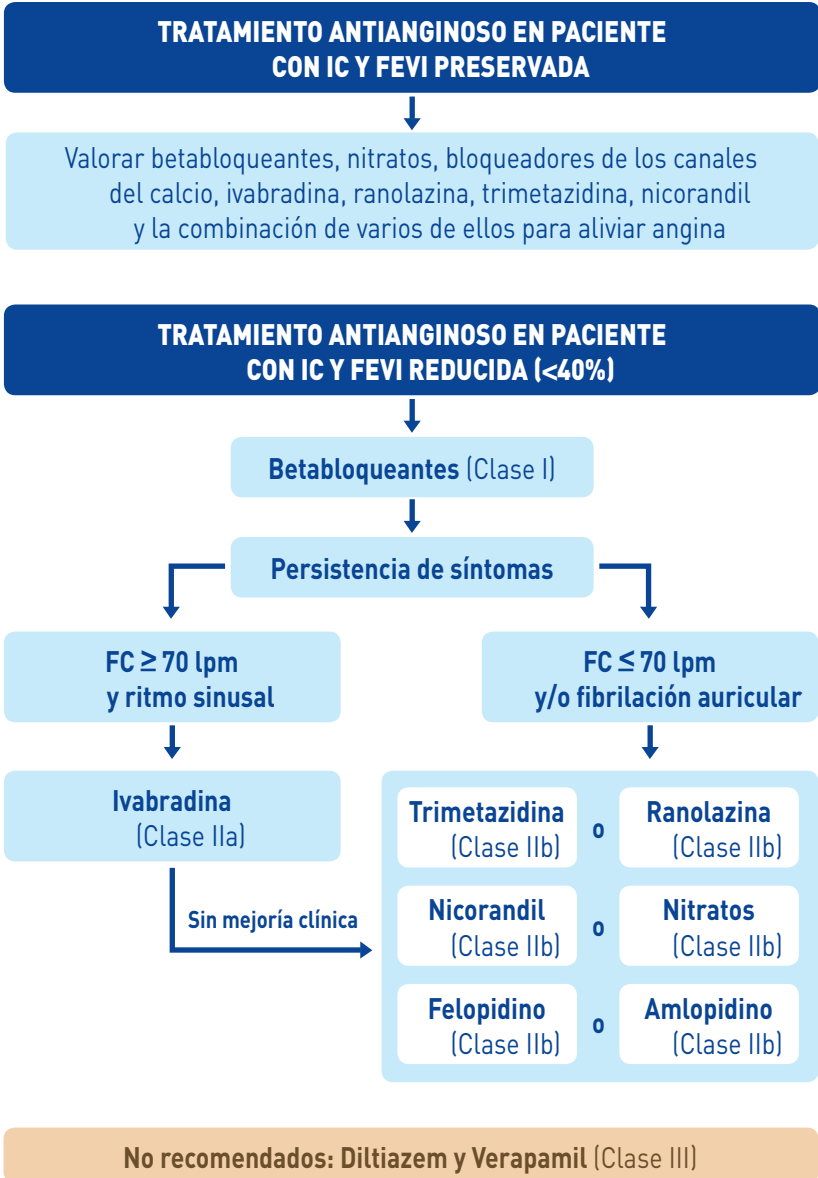 TRATAMIENTO ANTIANGINOSO EN PACIENTE
CON IC Y FEVI PRESERVADA
Valorar betabloqueantes, nitratos, bloqueadores de los canales
del calcio, ivabradina, ranolazina, trimetazidina, nicorandil
y la combinación de varios de ellos para aliviar angina
TRATAMIENTO ANTIANGINOSO EN PACIENTE
CON IC Y FEVI REDUCIDA (<40%)
Betabloqueantes (Clase I)
Persistencia de síntomas
FC ≥ 70 lpm
y ritmo sinusal
FC ≤ 70 lpm
y/o fibrilación auricular
Ivabradina
(Clase IIa)
Sin mejoría clínica
Trimetazidina
(Clase IIb)
o
Ranolazina
(Clase IIb)
Nicorandil
(Clase IIb)
o
Nitratos
(Clase IIb)
Felopidino
(Clase IIb)
o
Amlopidino
(Clase IIb)
No recomendados: Diltiazem y Verapamil (Clase III)